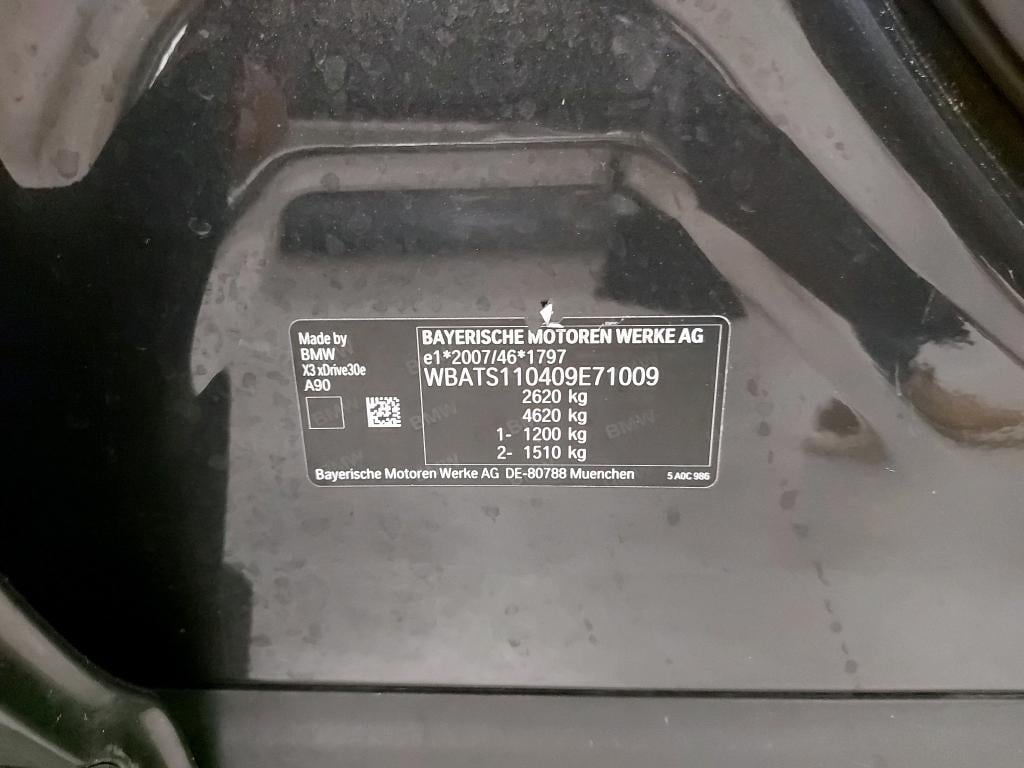 Made by
BMW
X3 xDrive30e
A90
BAYERISCHE MOTOREN WERKE AG
e1*2007/46*1797
WBATS110409E71009
2620 kg
4620 kg
1- 1200 kg
2- 1510 kg
Bayerische Motoren Werke AG DE-80788 Muenchen
5 A0C 986